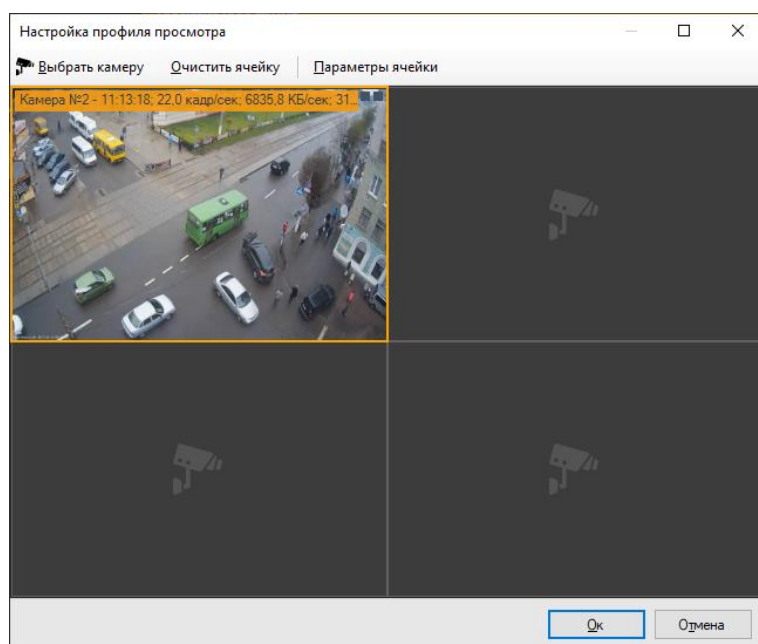 Настройка профиля просмотра
Выбрать камеру Очистить ячейку Параметры ячейки
Камера №2 - 11:13:18; 22,0 кадр/сек; 6835,8 КБ/сек; 31...
Ок Отмена